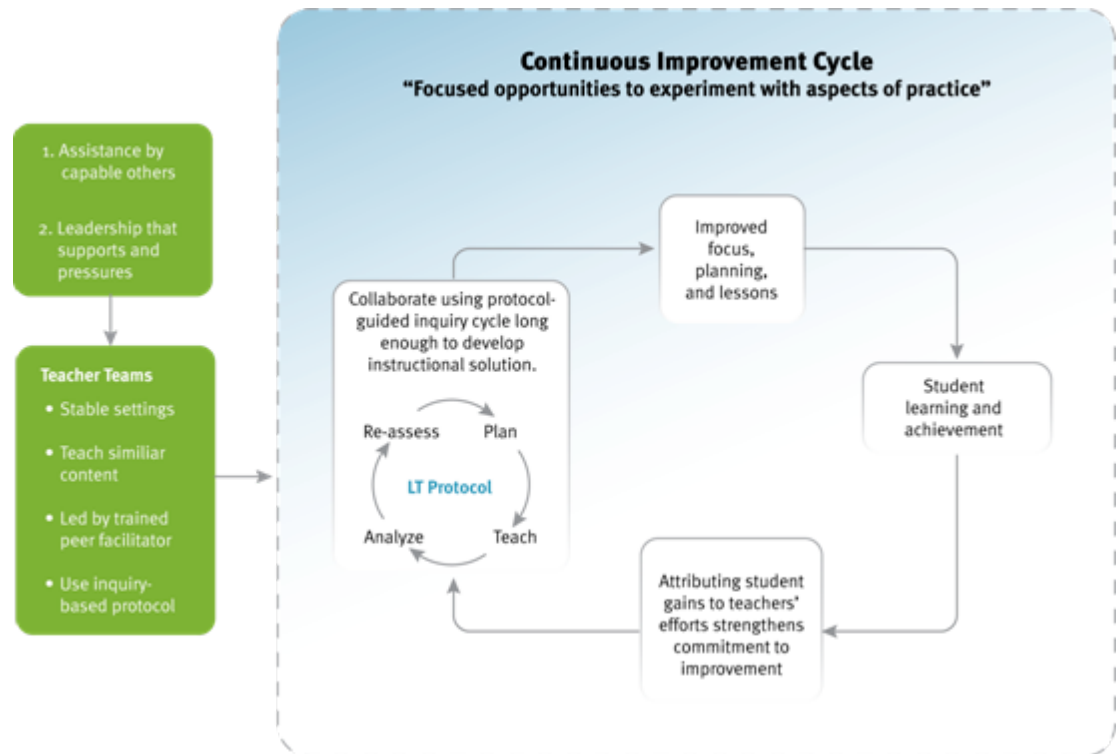 Continuous Improvement Cycle
“Focused opportunities to experiment with aspects of practice”
1. Assistance by
capable others
2. Leadership that
supports and
pressures
Teacher Teams
• Stable settings
• Teach similiar
content
• Led by trained
peer facilitator
• Use inquiry-
based protocol
Collaborate using protocol-
guided inquiry cycle long
enough to develop
instructional solution.
Re-assess
Plan
LT Protocol
Analyze
Teach
Improved
focus,
planning,
and lessons
Student
learning and
achievement
Attributing student
gains to teachers’
efforts strengthens
commitment to
improvement